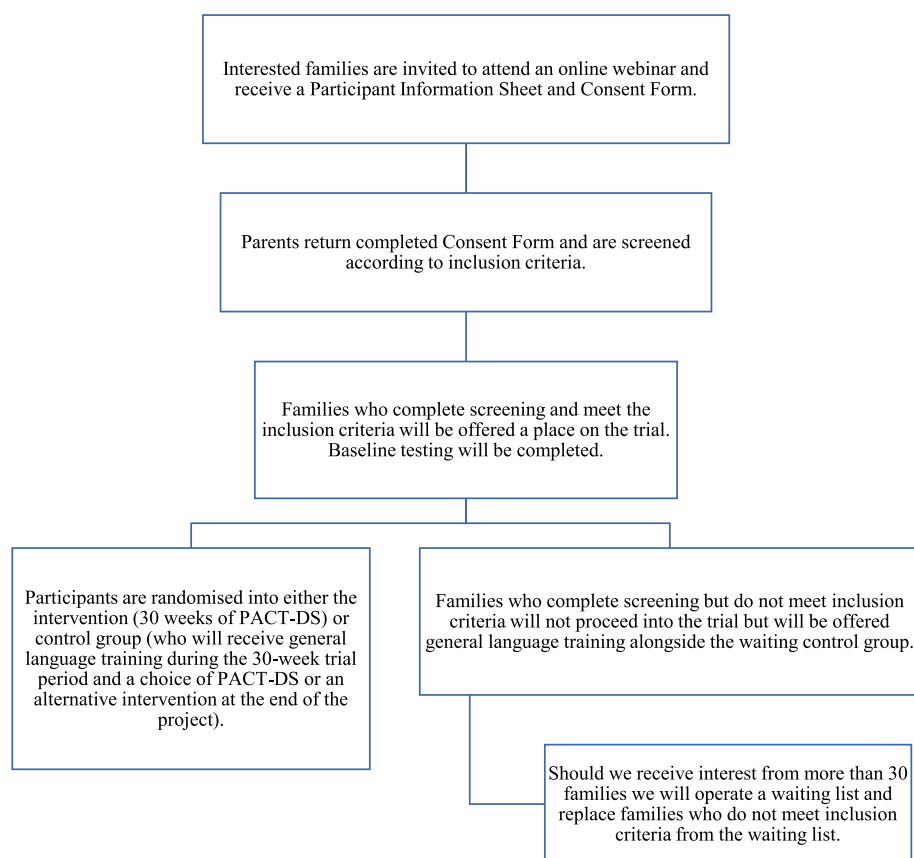 Interested families are invited to attend an online webinar and
receive a Participant Information Sheet and Consent Form.
Parents return completed Consent Form and are screened
according to inclusion criteria.
Families who complete screening and meet the
inclusion criteria will be offered a place on the trial.
Baseline testing will be completed.
Participants are randomised into either the
intervention (30 weeks of PACT-DS) or
control group (who will receive general
language training during the 30-week trial
period and a choice of PACT-DS or an
alternative intervention at the end of the
project).
Families who complete screening but do not meet inclusion
criteria will not proceed into the trial but will be offered
general language training alongside the waiting control group.
Should we receive interest from more than 30
families we will operate a waiting list and
replace families who do not meet inclusion
criteria from the waiting list.